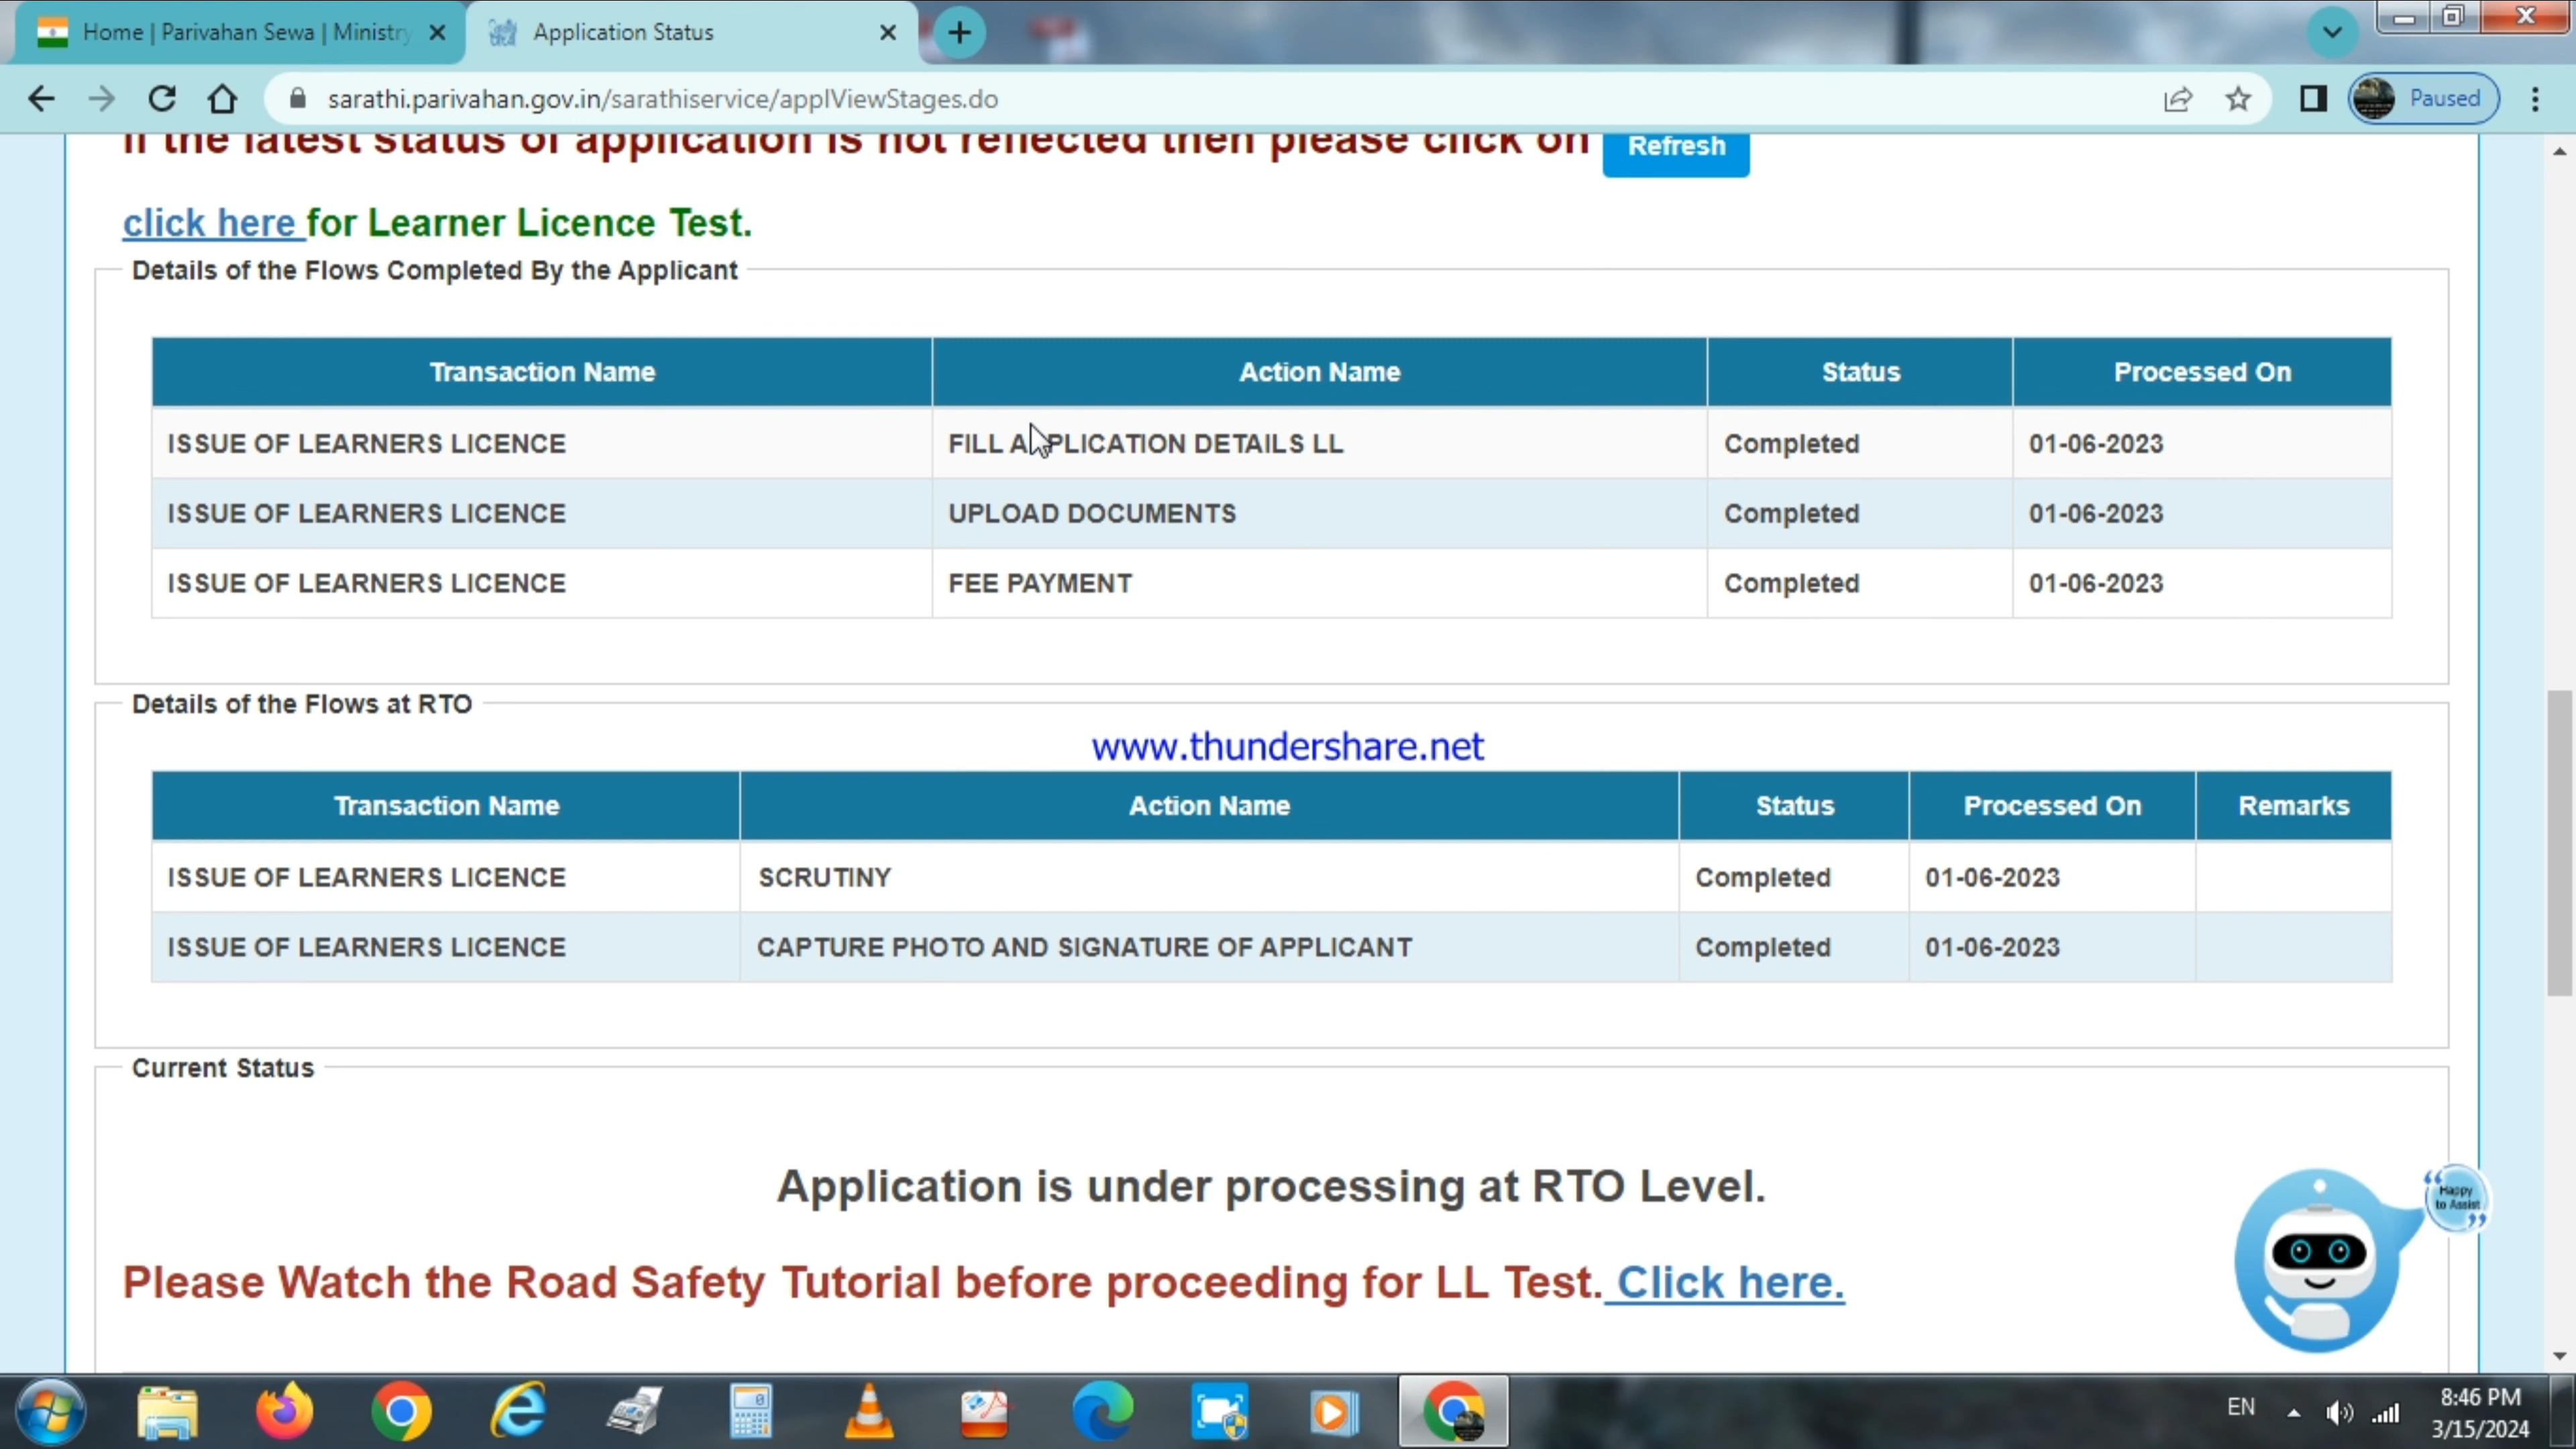 Home | Parivahan Sewa | Ministry
Application Status
sarathi.parivahan.gov.in/sarathiservice/applViewStages.do
Paused
If the latest status of application is not reflected then please click on Refresh
click here for Learner Licence Test.
Details of the Flows Completed By the Applicant
Transaction Name Action Name Status Processed On
ISSUE OF LEARNERS LICENCE FILL APPLICATION DETAILS LL Completed 01-06-2023
ISSUE OF LEARNERS LICENCE UPLOAD DOCUMENTS Completed 01-06-2023
ISSUE OF LEARNERS LICENCE FEE PAYMENT Completed 01-06-2023
Details of the Flows at RTO
www.thundershare.net
Transaction Name Action Name Status Processed On Remarks
ISSUE OF LEARNERS LICENCE SCRUTINY Completed 01-06-2023
ISSUE OF LEARNERS LICENCE CAPTURE PHOTO AND SIGNATURE OF APPLICANT Completed 01-06-2023
Current Status
Application is under processing at RTO Level.
Happy
to Assist
Please Watch the Road Safety Tutorial before proceeding for LL Test. Click here.
EN
8:46 PM
3/15/2024